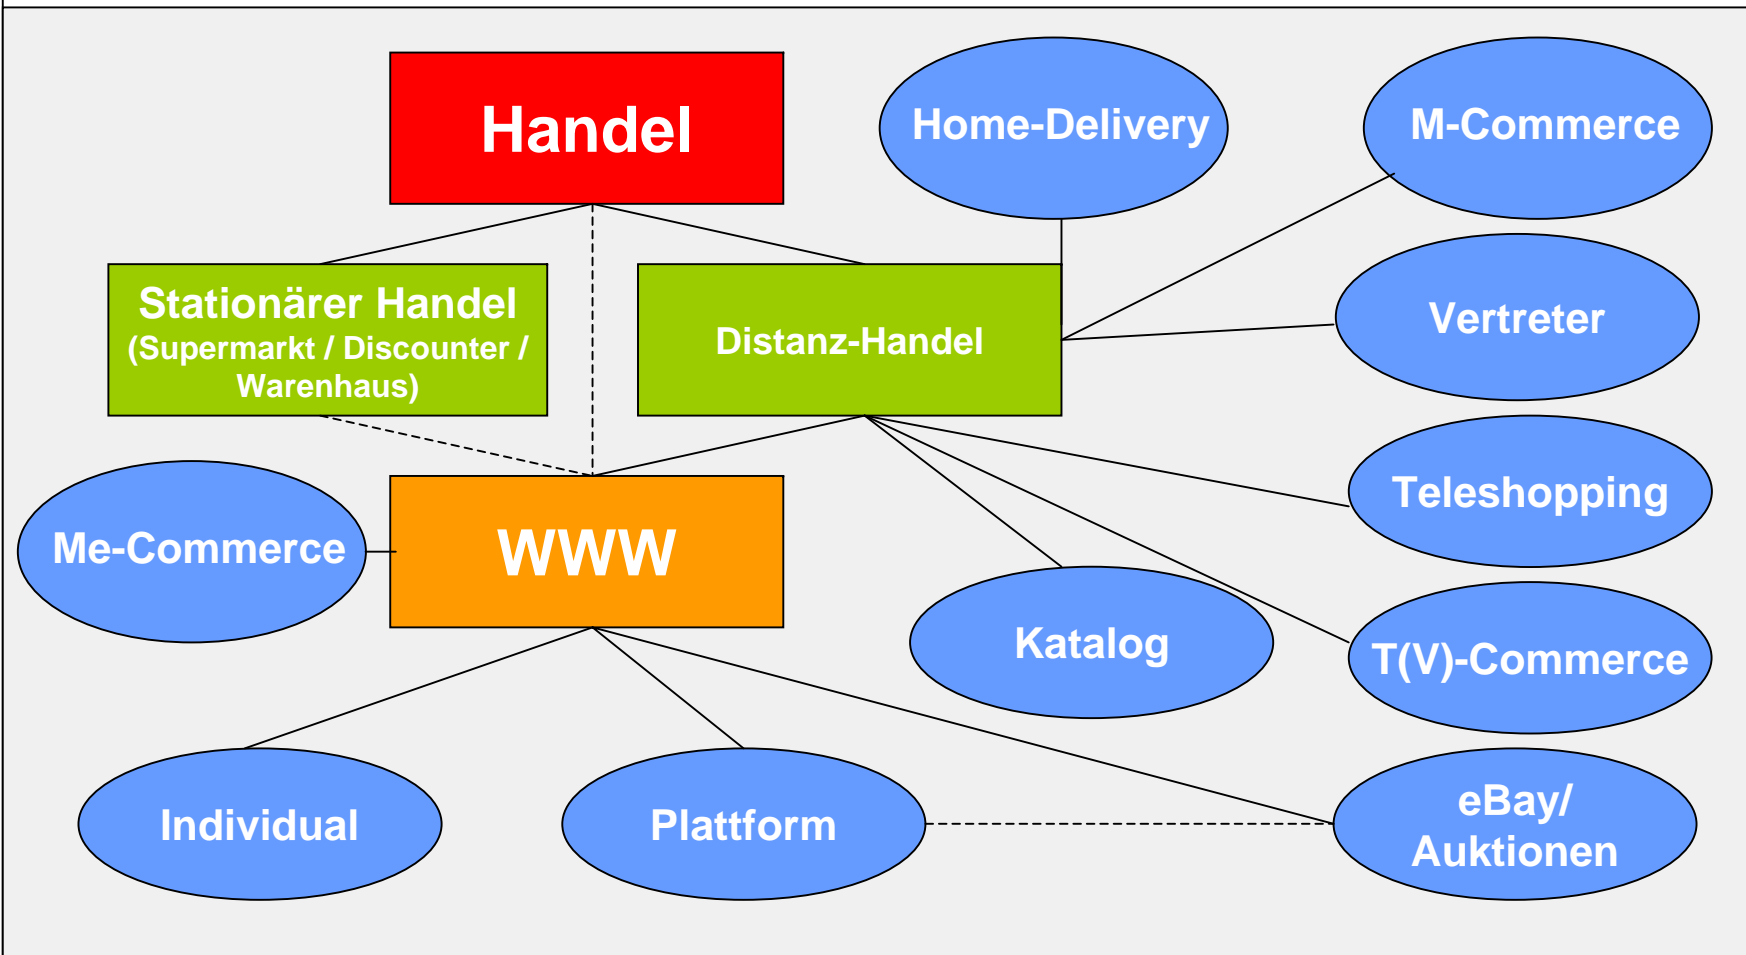 Handel
Home-Delivery
M-Commerce
Stationärer Handel
(Supermarkt / Discounter /
Warenhaus)
Distanz-Handel
Vertreter
Me-Commerce
WWW
Teleshopping
Katalog
T(V)-Commerce
Individual
Plattform
eBay/
Auktionen